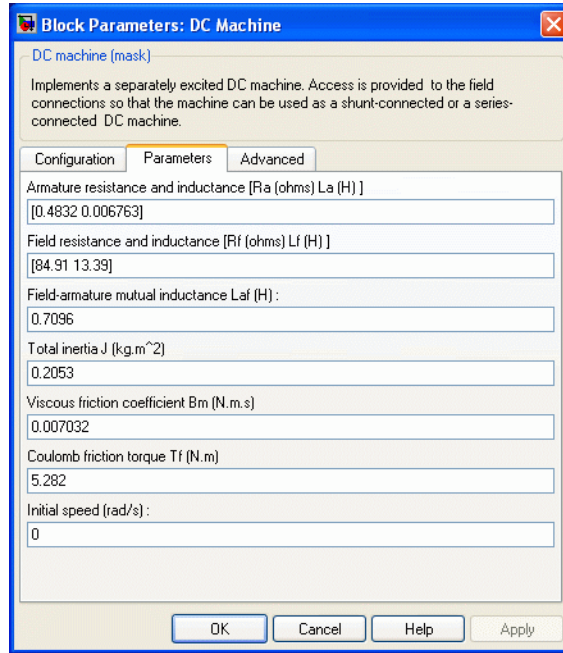 Block Parameters: DC Machine
DC machine (mask)
Implements a separately excited DC machine. Access is provided to the field
connections so that the machine can be used as a shunt-connected or a series-
connected DC machine.
Configuration Parameters Advanced
Armature resistance and inductance [Ra (ohms) La (H) ]
[0.4832 0.006763]
Field resistance and inductance [Rf (ohms) Lf (H) ]
[84.91 13.39]
Field-armature mutual inductance Laf (H) :
0.7096
Total inertia J (kg.m^2)
0.2053
Viscous friction coefficient Bm (N.m.s)
0.007032
Coulomb friction torque Tf (N.m)
5.282
Initial speed (rad/s) :
0
OK Cancel Help Apply